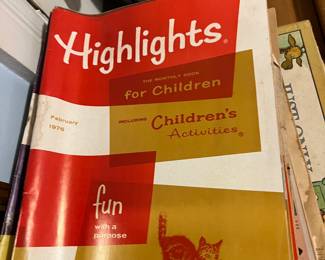 Highlights®
THE MONTHLY BOOK
for Children
INCLUDING
Children's
Activities®
February
1976
fun
with a
purpose